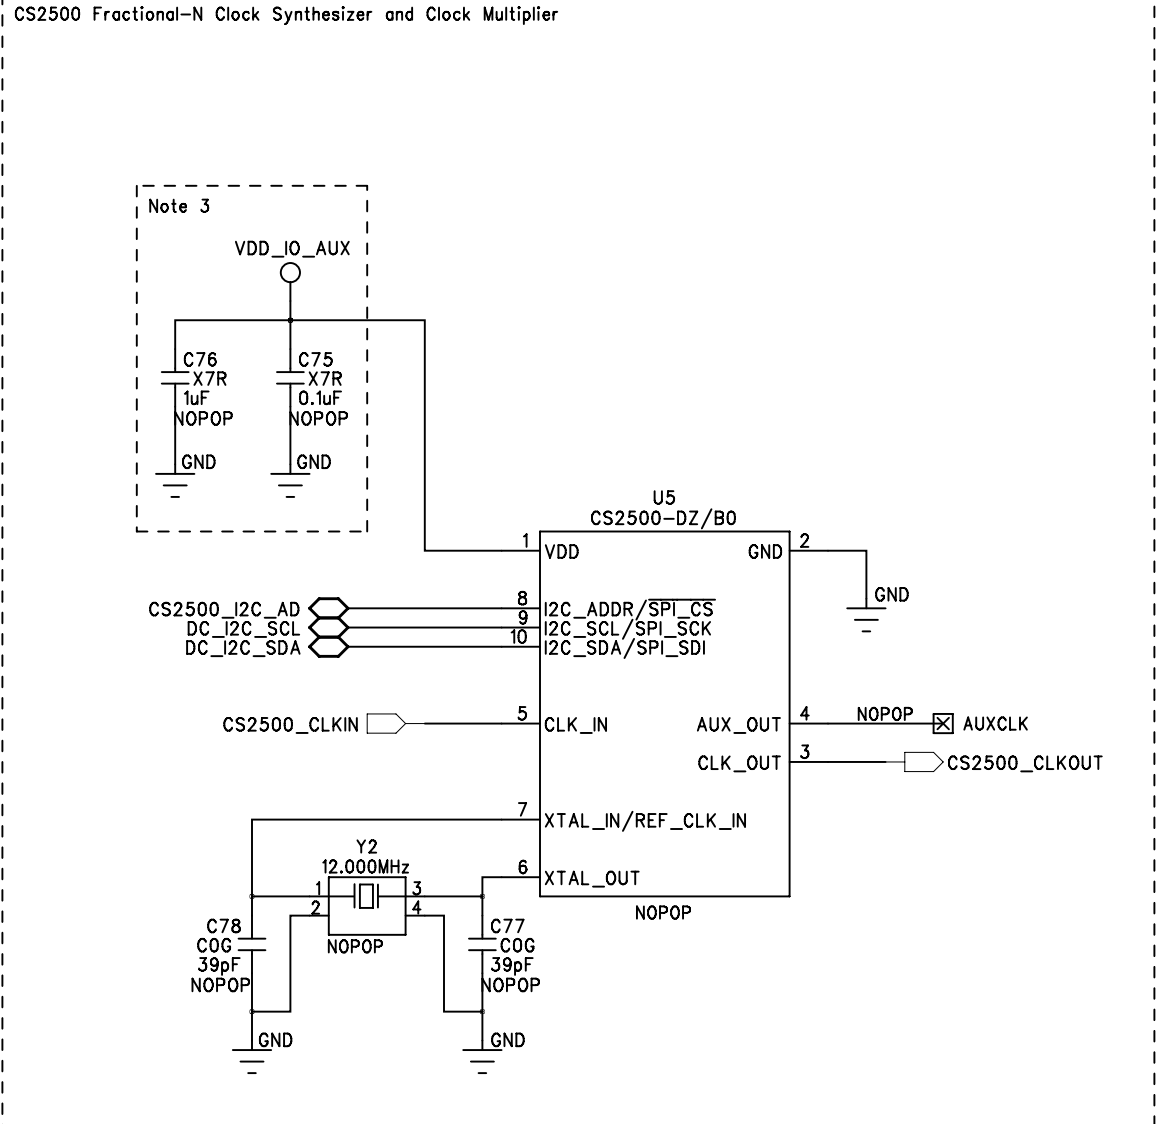 CS2500 Fractional-N Clock Synthesizer and Clock Multiplier
Note 3
VDD_IO_AUX
C76
X7R
1uF
NOPOP
GND
C75
X7R
0.1uF
NOPOP
GND
U5
CS2500-DZ/B0
1
VDD
GND
2
GND
CS2500_I2C_AD
8
I2C_ADDR/SPI_CS
DC_I2C_SCL
9
I2C_SCL/SPI_SCK
DC_I2C_SDA
10
I2C_SDA/SPI_SDI
CS2500_CLKIN
5
CLK_IN
AUX_OUT
4
NOPOP
AUXCLK
CLK_OUT
3
CS2500_CLKOUT
7
XTAL_IN/REF_CLK_IN
6
XTAL_OUT
NOPOP
Y2
12.000MHz
1
2
3
4
NOPOP
C78
C0G
39pF
NOPOP
GND
C77
C0G
39pF
NOPOP
GND